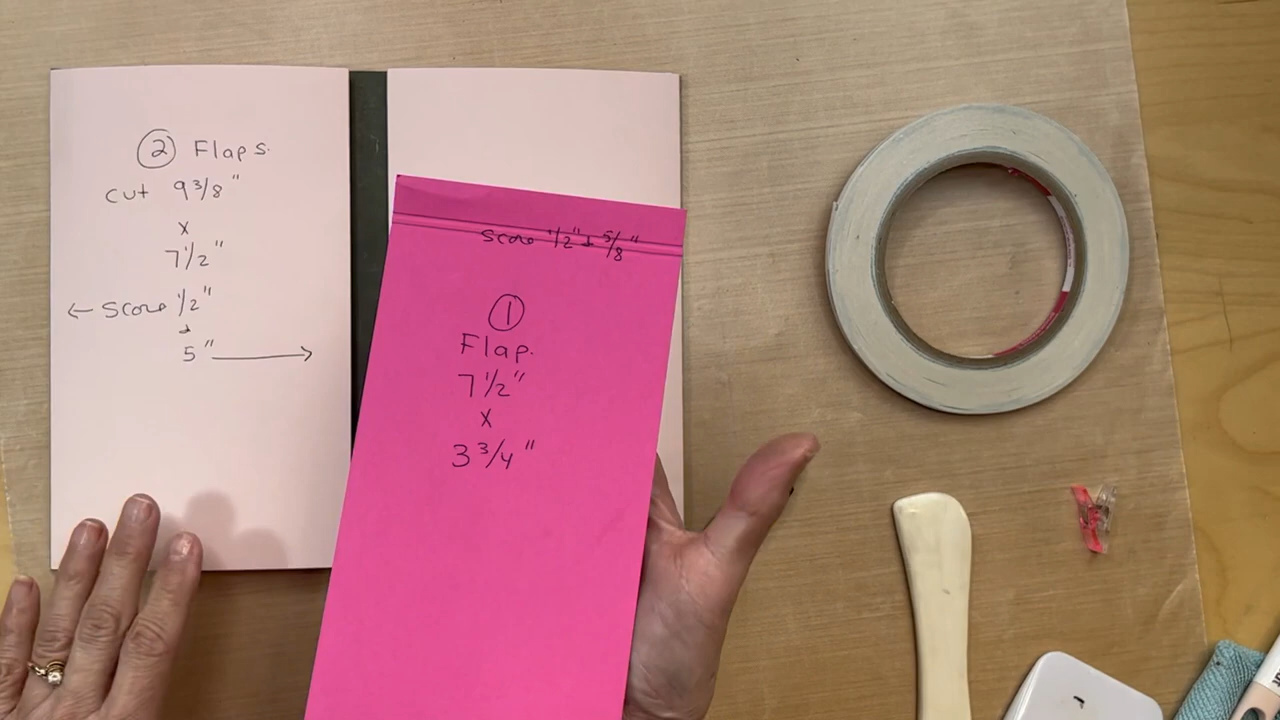 ② Flaps.
cut 9 3/8"
x
7 1/2"
← Score 1/2"
+
5" →
Score 1/2" + 5/8"
①
Flap.
7 1/2"
x
3 3/4"